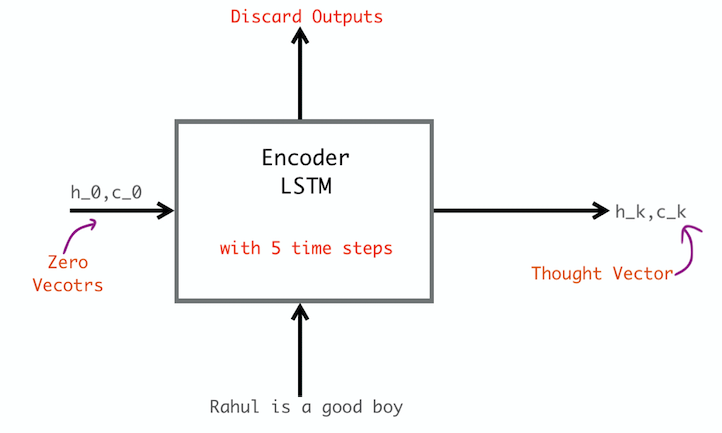 Discard Outputs
Encoder
LSTM
h_0,c_0
h_k,c_k
with 5 time steps
Zero
Vecotrs
Thought Vector
Rahul is a good boy